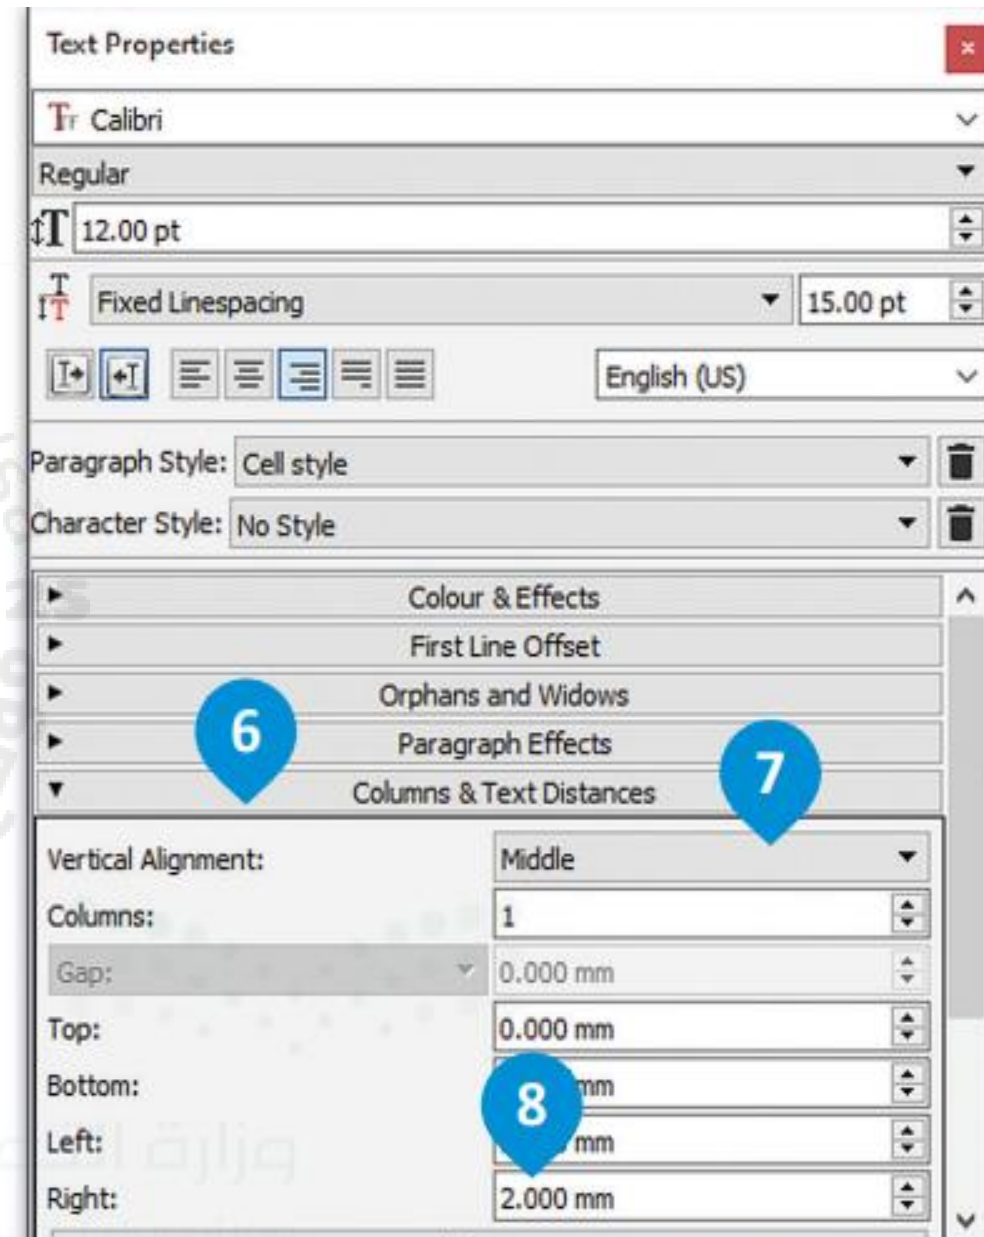 Text Properties
Calibri
Regular
12.00 pt
Fixed Linespacing 15.00 pt
English (US)
Paragraph Style: Cell style
Character Style: No Style
Colour & Effects
First Line Offset
Orphans and Widows
6
Paragraph Effects
7
Columns & Text Distances
Vertical Alignment: Middle
Columns: 1
Gap: 0.000 mm
Top: 0.000 mm
Bottom: mm
8
Left: mm
Right: 2.000 mm